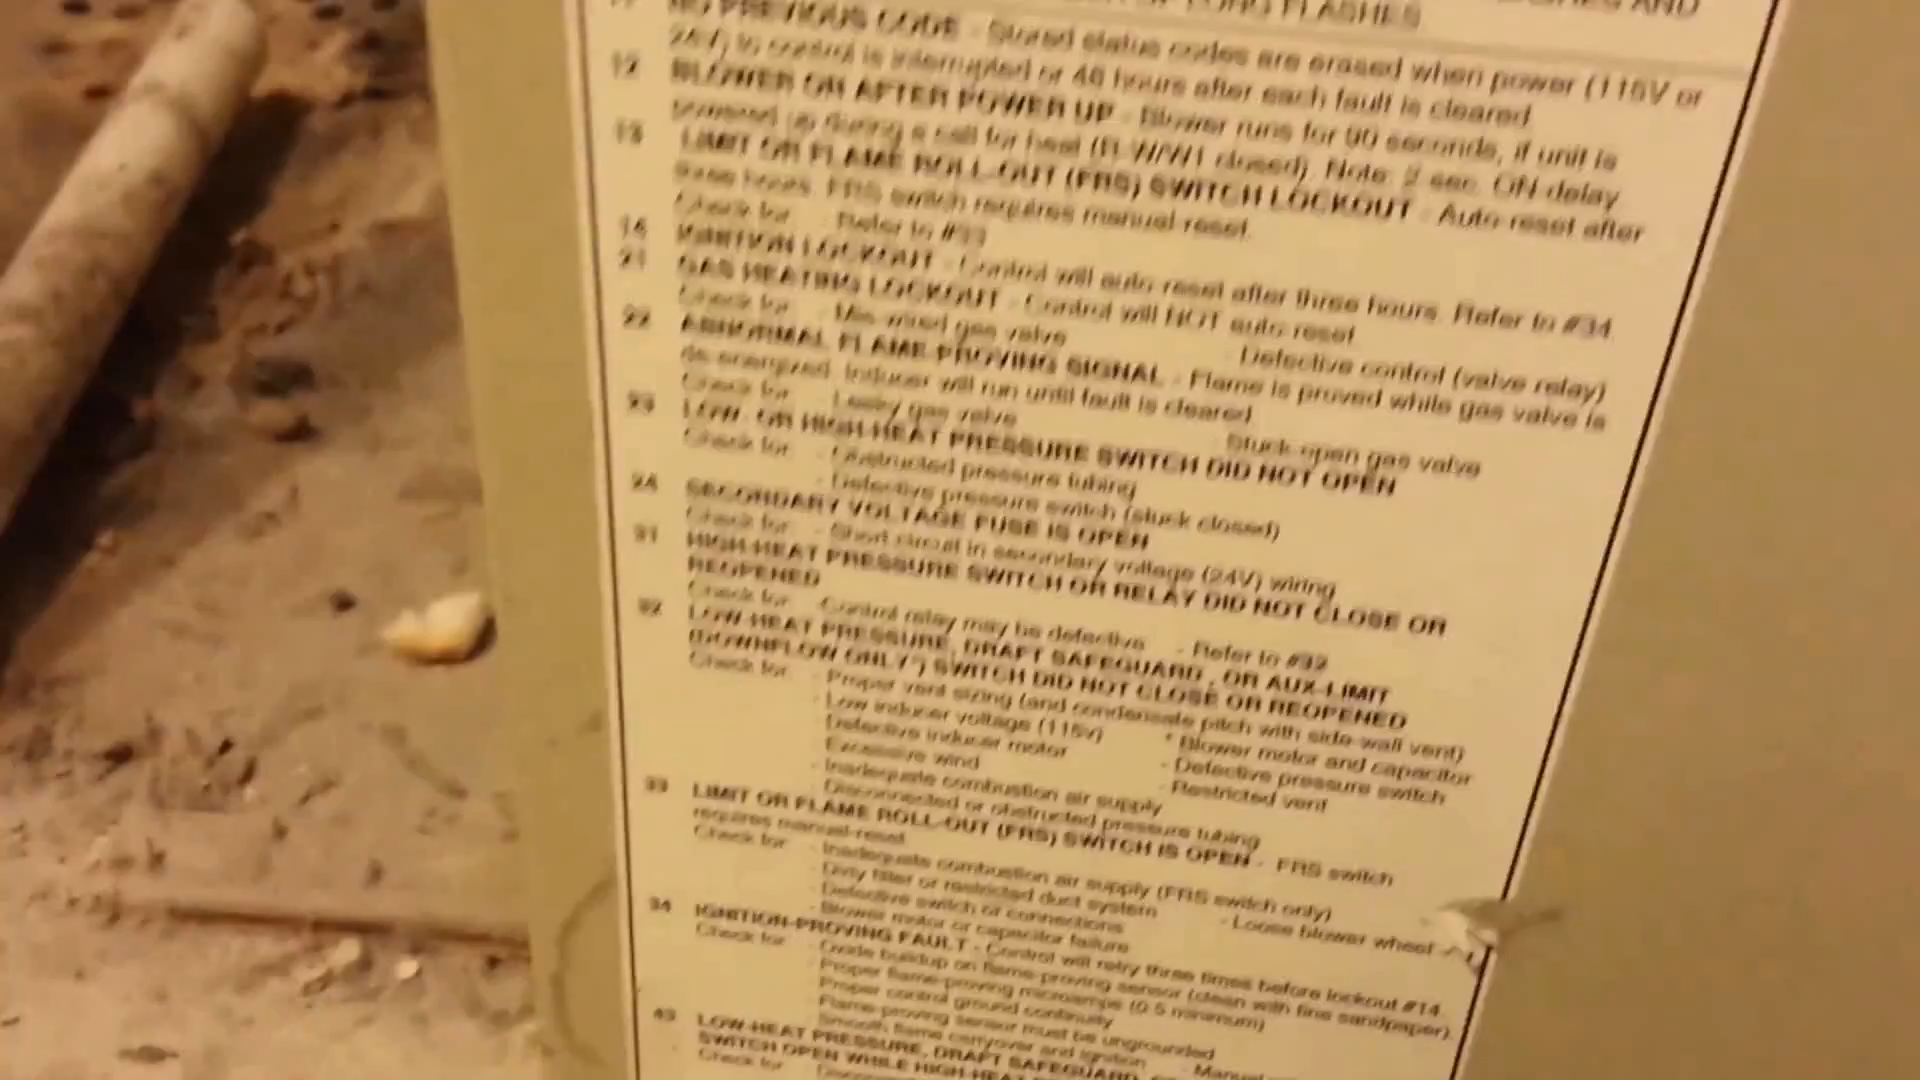 FLASHES AND
LONG FLASHES
11 NO PREVIOUS CODE - Stored status codes are erased when power (115V or
24V) to control is interrupted or 48 hours after each fault is cleared.
12 BLOWER ON AFTER POWER UP - Blower runs for 90 seconds, if unit is
powered up during a call for heat (R-W/W1 closed). Note: 2 sec. ON delay
13 LIMIT OR FLAME ROLL-OUT (FRS) SWITCH LOCKOUT - Auto reset after
three hours. FRS switch requires manual reset.
Check for: - Refer to #33
14 IGNITION LOCKOUT - Control will auto reset after three hours. Refer to #34.
21 GAS HEATING LOCKOUT - Control will NOT auto reset.
Check for: - Mis-wired gas valve - Defective control (valve relay)
22 ABNORMAL FLAME-PROVING SIGNAL - Flame is proved while gas valve is
de-energized. Inducer will run until fault is cleared.
Check for: - Leaky gas valve - Stuck-open gas valve
23 LOW- OR HIGH-HEAT PRESSURE SWITCH DID NOT OPEN
Check for: - Obstructed pressure tubing
- Defective pressure switch (stuck closed)
24 SECONDARY VOLTAGE FUSE IS OPEN
Check for: - Short circuit in secondary voltage (24V) wiring
31 HIGH-HEAT PRESSURE SWITCH OR RELAY DID NOT CLOSE OR
REOPENED
Check for: - Control relay may be defective - Refer to #32
32 LOW-HEAT PRESSURE, DRAFT SAFEGUARD, OR AUX-LIMIT
(DOWNFLOW ONLY*) SWITCH DID NOT CLOSE OR REOPENED
Check for: - Proper vent sizing (and condensate pitch with side-wall vent)
- Low inducer voltage (115v) * Blower motor and capacitor
- Defective inducer motor - Defective pressure switch
- Excessive wind - Restricted vent
- Inadequate combustion air supply
- Disconnected or obstructed pressure tubing
33 LIMIT OR FLAME ROLL-OUT (FRS) SWITCH IS OPEN - FRS switch
requires manual-reset.
Check for: - Inadequate combustion air supply (FRS switch only)
- Dirty filter or restricted duct system
- Defective switch or connections - Loose blower wheel
- Blower motor or capacitor failure
34 IGNITION-PROVING FAULT - Control will retry three times before lockout #14.
Check for: - Oxide buildup on flame-proving sensor (clean with fine sandpaper).
- Proper flame-proving microamps (0.5 minimum)
- Proper control ground continuity
- Flame-proving sensor must be ungrounded
- Smooth flame carryover and ignition - Manual
43 LOW-HEAT PRESSURE, DRAFT SAFEGUARD,
SWITCH OPEN WHILE HIGH-HEAT
Check for: